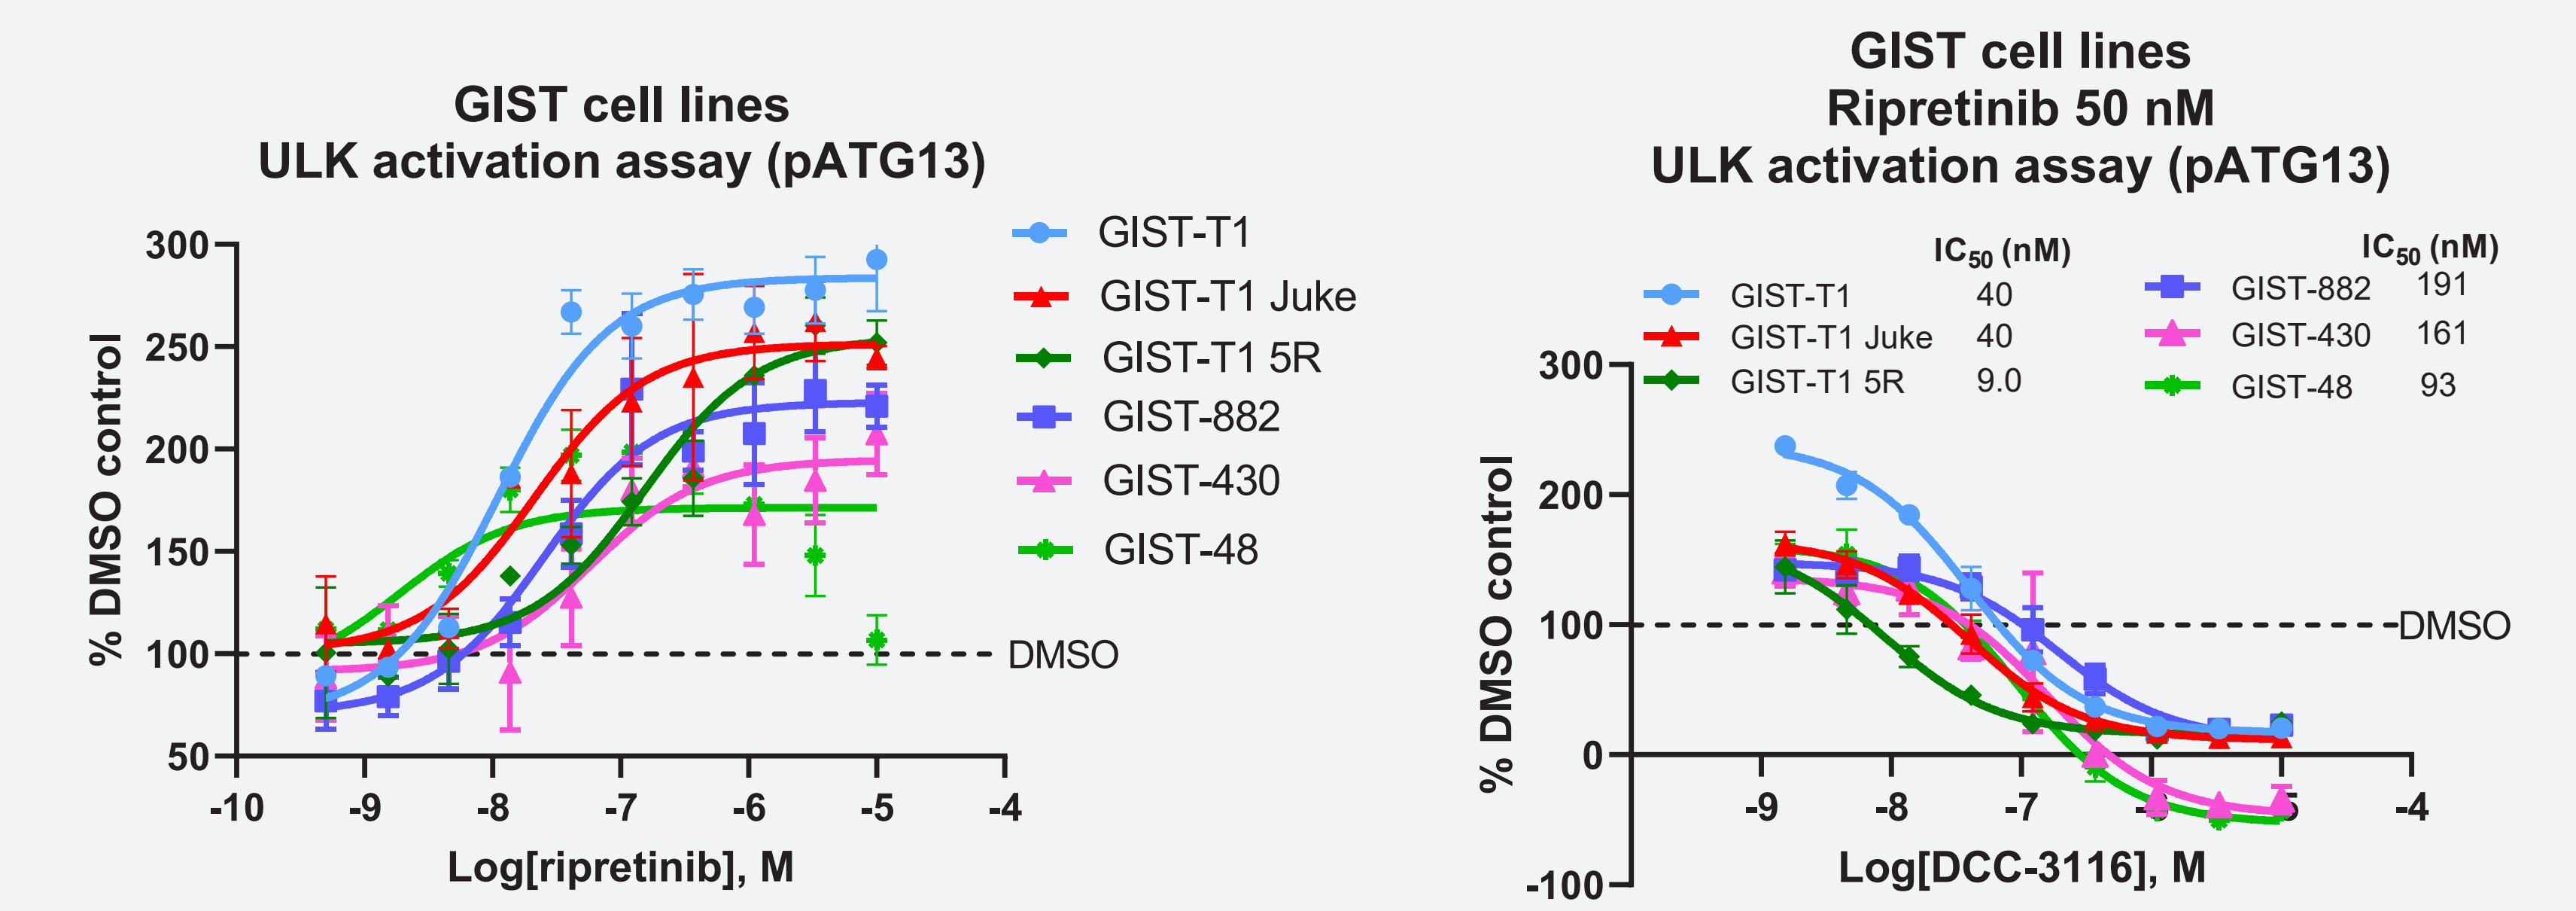 GIST cell lines
ULK activation assay (pATG13)
% DMSO control
300
250
200
150
100
50
-10
-9
-8
-7
-6
-5
-4
DMSO
Log[ripretinib], M
GIST-T1
GIST-T1 Juke
GIST-T1 5R
GIST-882
GIST-430
GIST-48
GIST cell lines
Ripretinib 50 nM
ULK activation assay (pATG13)
IC50 (nM)
GIST-T1 40
GIST-T1 Juke 40
GIST-T1 5R 9.0
IC50 (nM)
GIST-882 191
GIST-430 161
GIST-48 93
% DMSO control
300
200
100
0
-100
-9
-8
-7
-4
DMSO
Log[DCC-3116], M